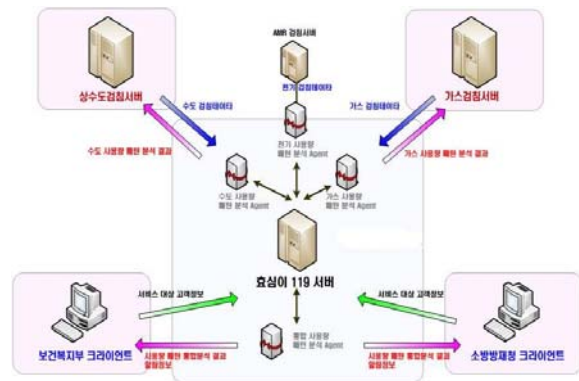 AMR 검침서버
전기 검침데이타
상수도검침서버
가스검침서버
수도 검침데이타
가스 검침데이타
수도 사용량 패턴 분석 결과
가스 사용량 패턴 분석 결과
전기 사용량
패턴 분석 Agent
수도 사용량
패턴 분석 Agent
가스 사용량
패턴 분석 Agent
효심이 119 서버
서비스 대상 고객정보
서비스 대상 고객정보
보건복지부 크라이언트
소방방재청 크라이언트
통합 사용량
패턴 분석 Agent
사용량 패턴 통합분석 결과
알람정보
사용량 패턴 통합분석 결과
알람정보